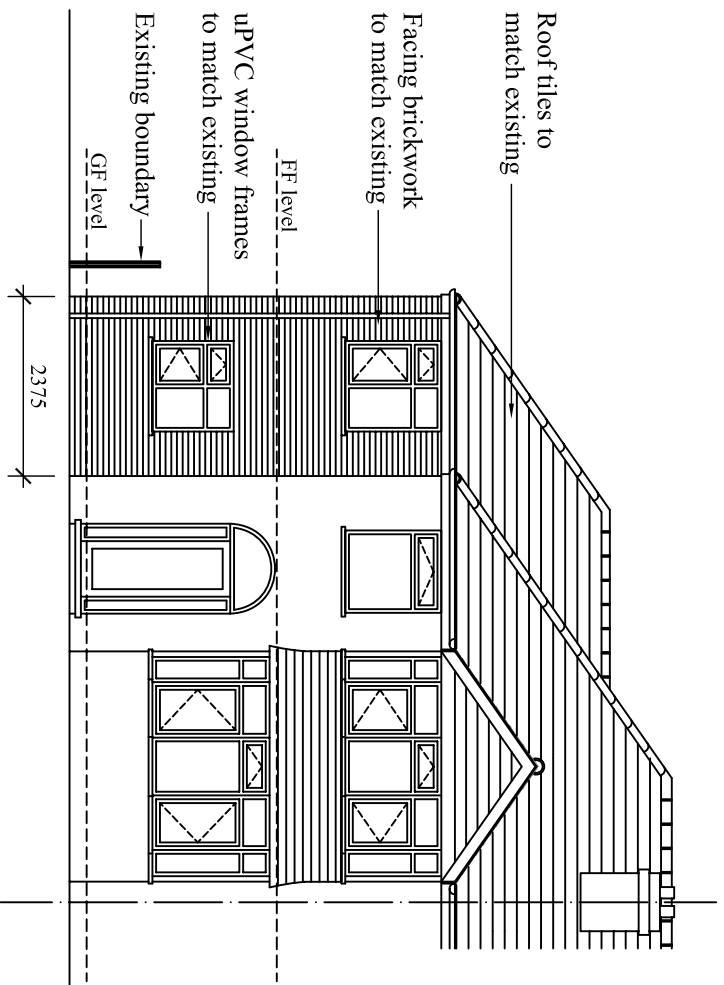 Roof tiles to
match existing
Facing brickwork
to match existing
uPVC window frames
to match existing
Existing boundary
FF level
GF level
2375